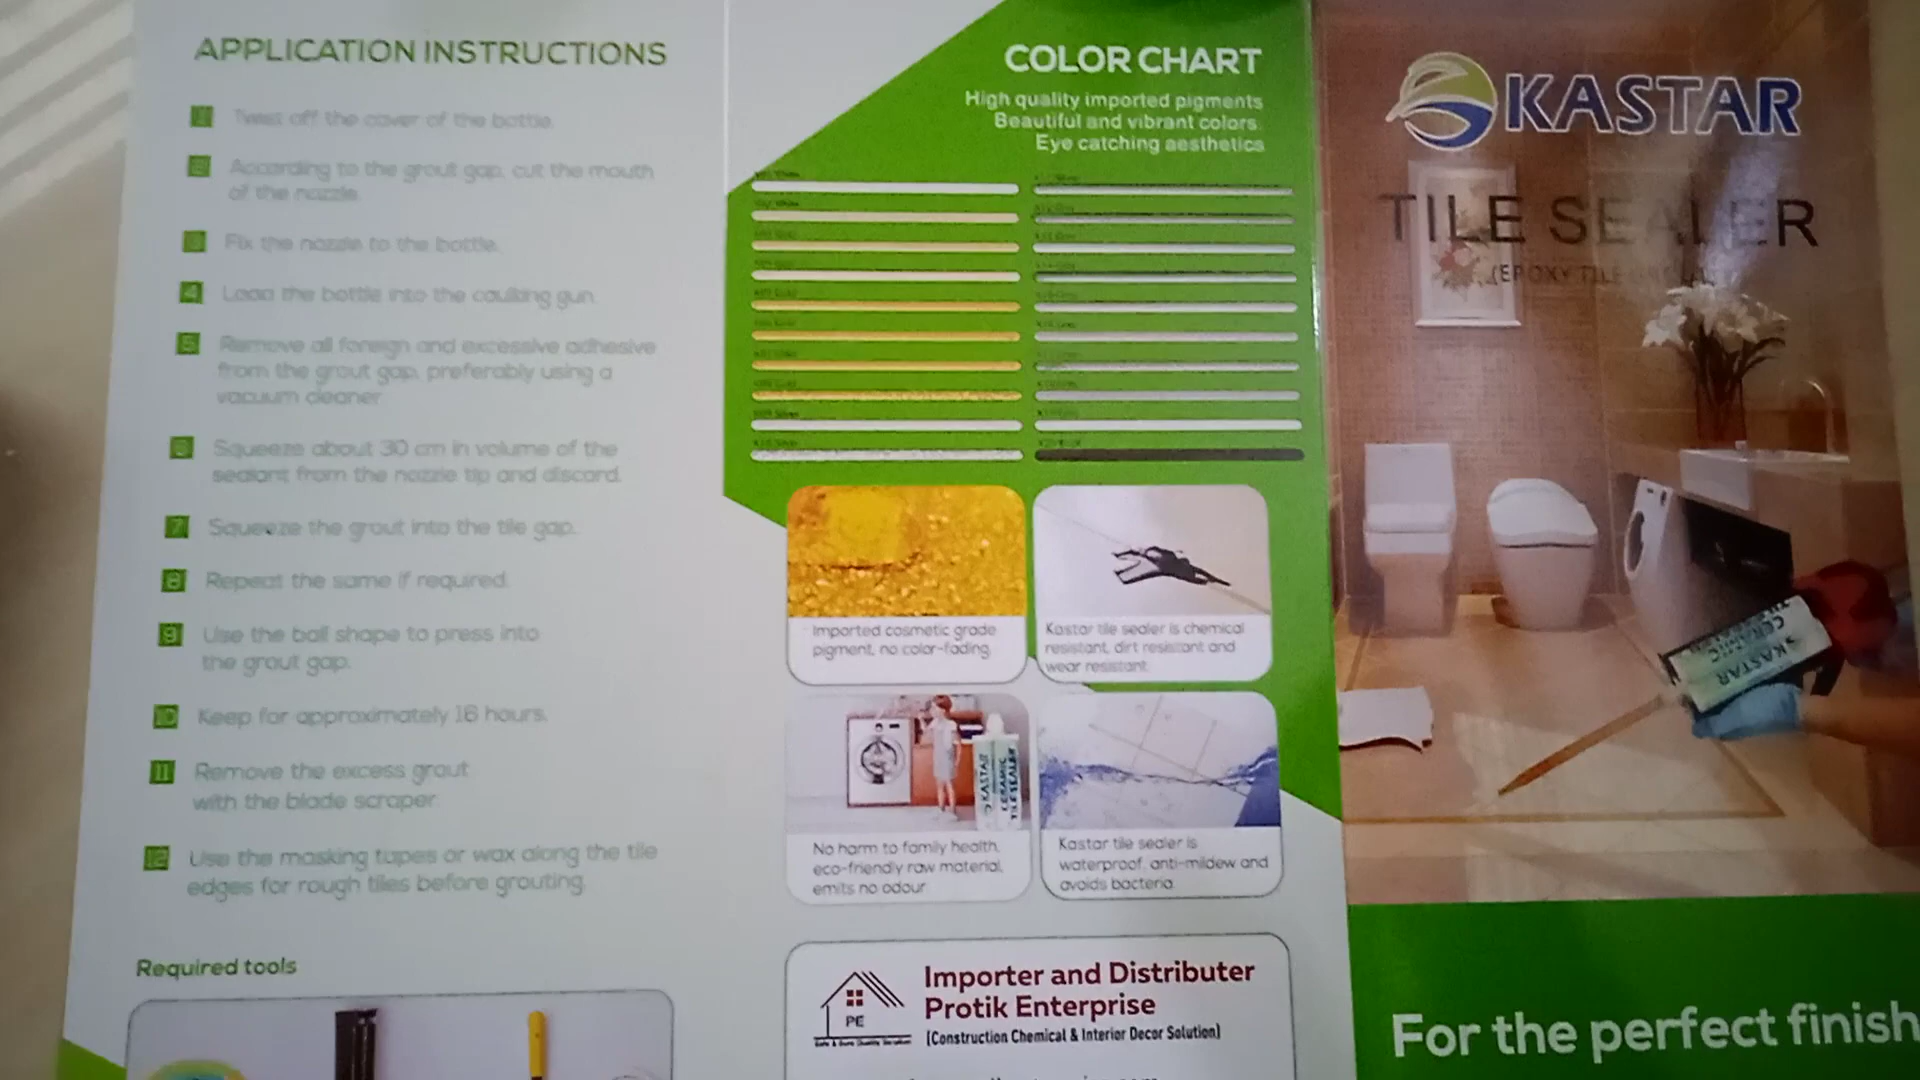 APPLICATION INSTRUCTIONS
1 Twist off the cover of the bottle.
2 According to the grout gap, cut the mouth
of the nozzle.
3 Fix the nozzle to the bottle.
4 Load the bottle into the caulking gun.
5 Remove all foreign and excessive adhesive
from the grout gap, preferably using a
vacuum cleaner
6 Squeeze about 30 cm in volume of the
sealant from the nozzle tip and discard.
7 Squeeze the grout into the tile gap.
8 Repeat the same if required.
9 Use the ball shape to press into
the grout gap.
10 Keep for approximately 16 hours.
11 Remove the excess grout
with the blade scraper.
12 Use the masking tapes or wax along the tile
edges for rough tiles before grouting.
Required tools
COLOR CHART
High quality imported pigments
Beautiful and vibrant colors.
Eye catching aesthetics
Imported cosmetic grade
pigment, no color-fading.
Kastar tile sealer is chemical
resistant, dirt resistant and
wear resistant.
KASTAR
CERAMIC
TILE SEALER
No harm to family health,
eco-friendly raw material,
emits no odour.
Kastar tile sealer is
waterproof, anti-mildew and
avoids bacteria.
PE
Importer and Distributer
Protik Enterprise
(Construction Chemical & Interior Decor Solution)
KASTAR
TILE SEALER
(EPOXY TILE
KASTAR
CERAMIC
For the perfect finish